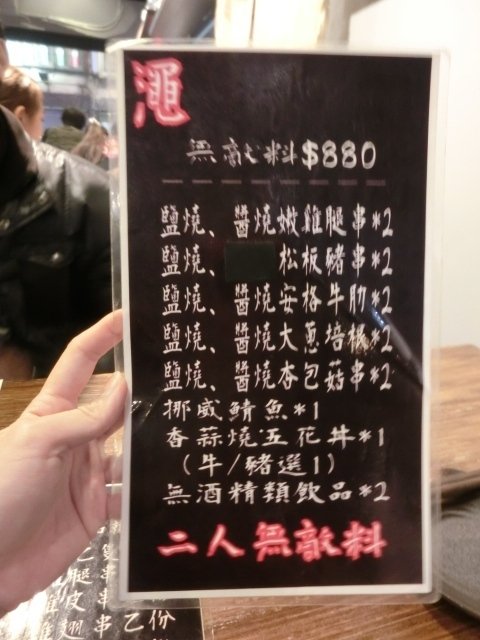 澠
無敵料$880
鹽燒、醬燒嫩雞腿串*2
鹽燒、 松板豬串*2
鹽燒、醬燒安格牛肋*2
鹽燒、醬燒大蔥培根*2
鹽燒、醬燒杏包菇串*2
挪威鯖魚*1
香蒜燒五花丼*1
(牛/豬選1)
無酒精類飲品*2
二人無敵料